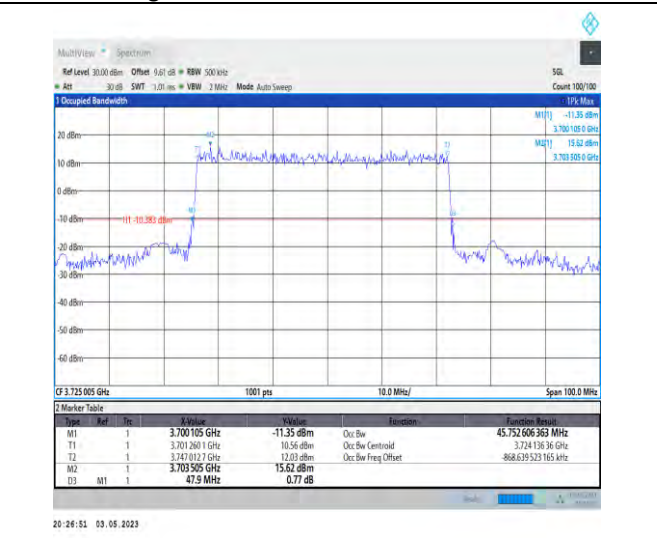 MultiView Spectrum
Ref Level 30.00 dBm Offset 9.61 dB RBW 500 kHz SGL
Att 30 dB SWT 1.01 ms VBW 2 MHz Mode Auto Sweep Count 100/100
1 Occupied Bandwidth 1Pk Max
M1[1] -11.35 dBm
3.700 105 0 GHz
M2[1] 15.62 dBm
3.703 505 0 GHz
20 dBm
M2
T1 T2
10 dBm
0 dBm
M1
-10 dBm H1 -10.383 dBm D3
-20 dBm
-30 dBm
-40 dBm
-50 dBm
-60 dBm
CF 3.725 005 GHz 1001 pts 10.0 MHz/ Span 100.0 MHz
2 Marker Table
Type Ref Trc X-Value Y-Value Function Function Result
M1 1 3.700 105 GHz -11.35 dBm Occ Bw 45.752 606 363 MHz
T1 1 3.701 260 1 GHz 10.56 dBm Occ Bw Centroid 3.724 136 36 GHz
T2 1 3.747 012 7 GHz 12.03 dBm Occ Bw Freq Offset -868.639 523 165 kHz
M2 1 3.703 505 GHz 15.62 dBm
D3 M1 1 47.9 MHz 0.77 dB
20:26:51 03.05.2023